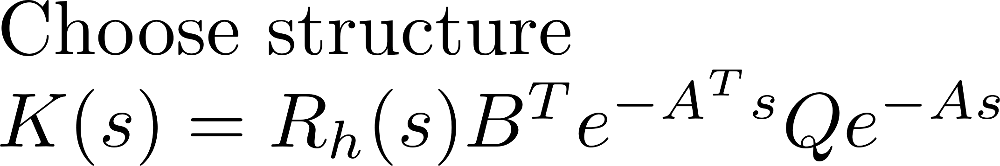 Choose structure
K(s) = R_h(s)B^T e^{-A^T s}Qe^{-As}